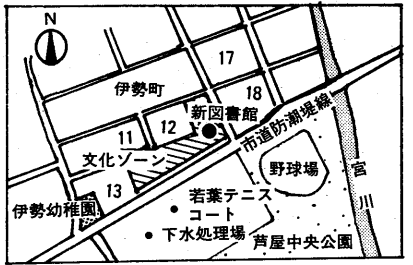 N
17
伊勢町
18
新図書館
11
12
市道防潮堤線
文化ゾーン
野球場
宮川
13
若葉テニス
コート
伊勢幼稚園
下水処理場
芦屋中央公園